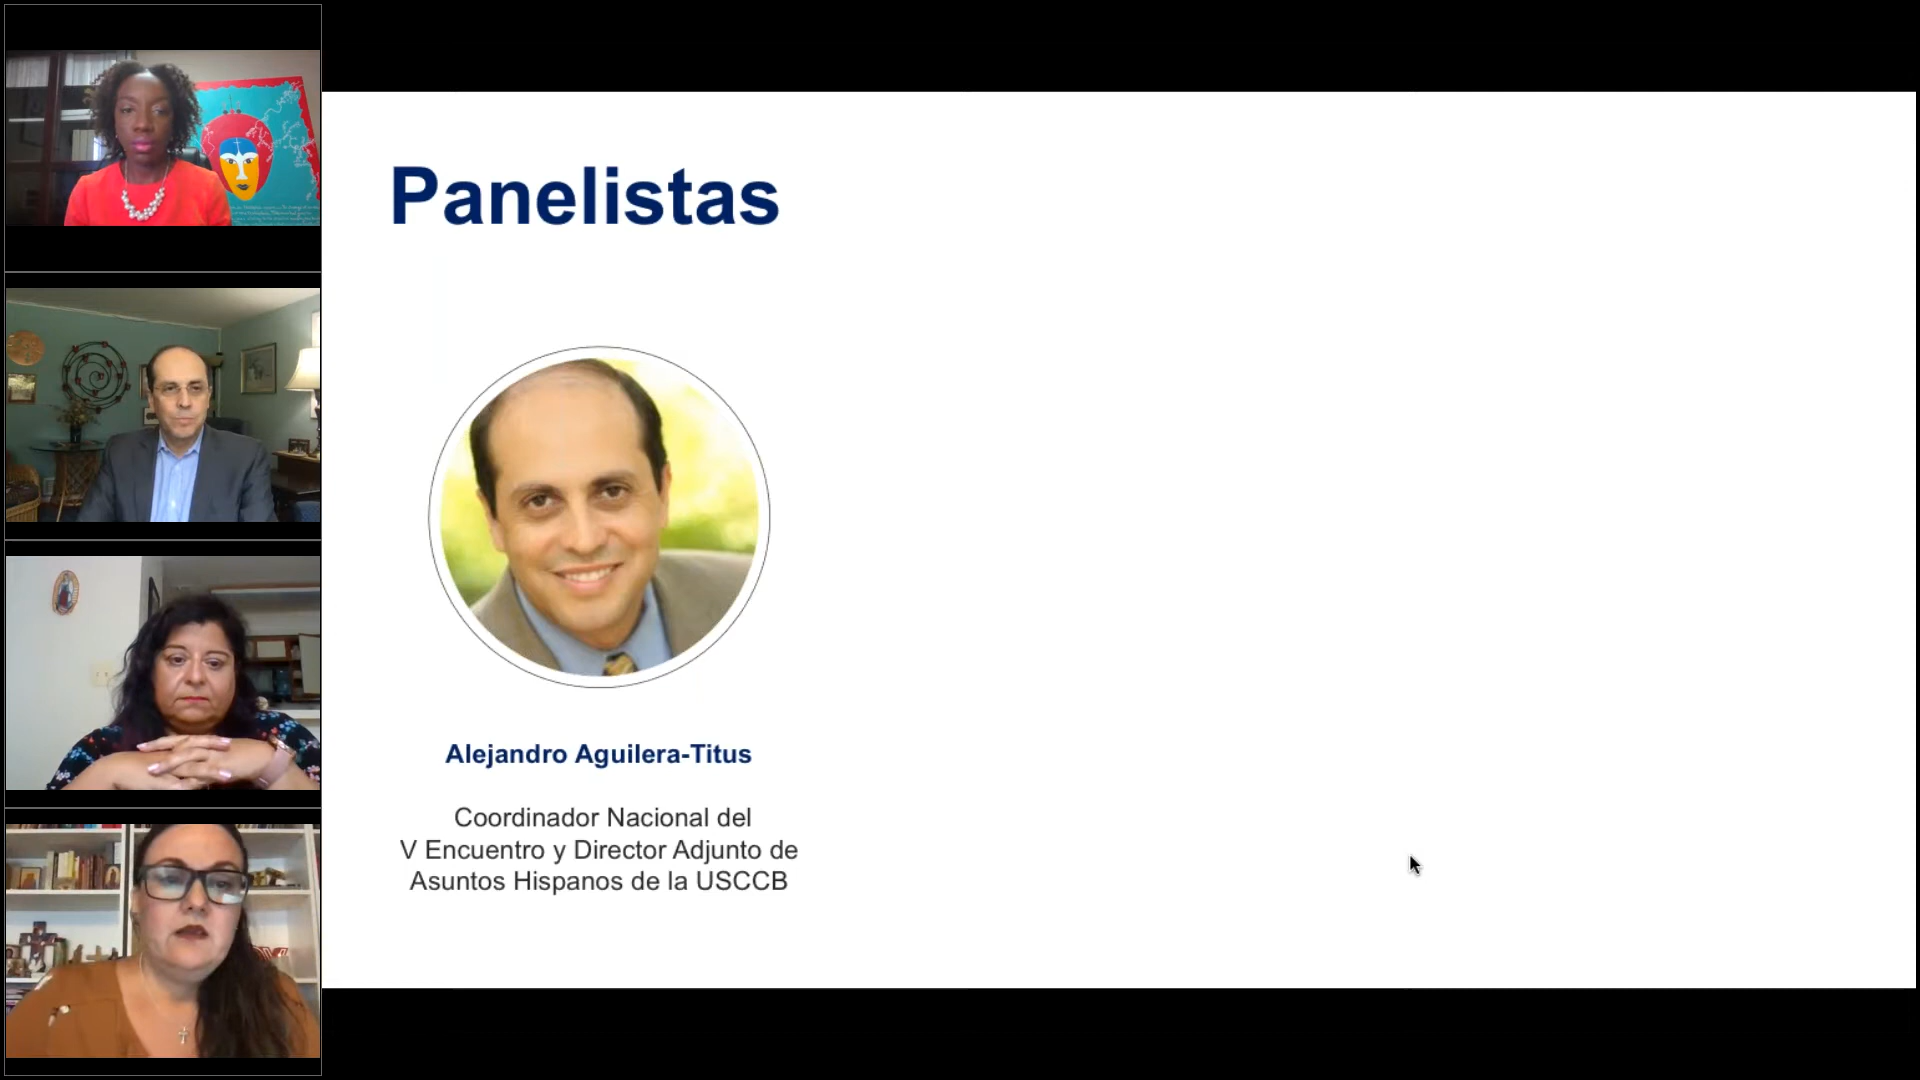 Panelistas
Alejandro Aguilera-Titus
Coordinador Nacional del
V Encuentro y Director Adjunto de
Asuntos Hispanos de la USCCB